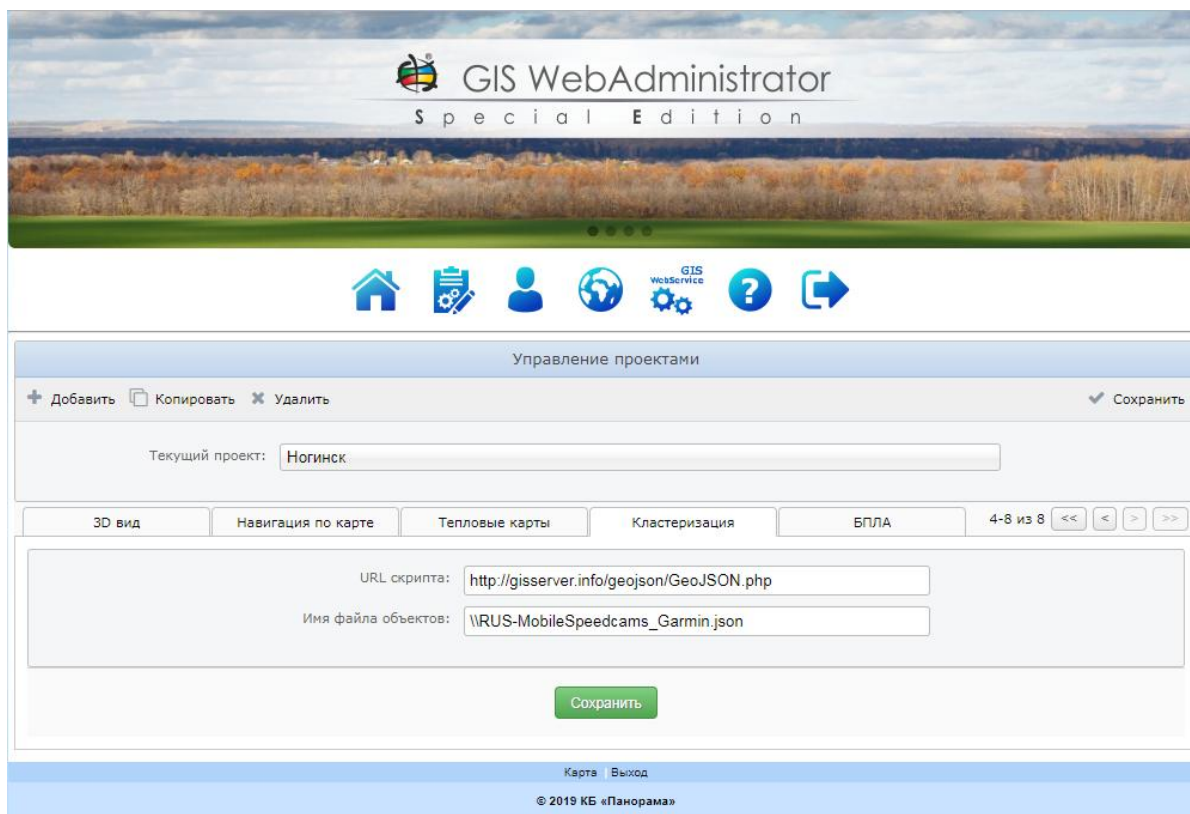 GIS WebAdministrator
Special Edition
GIS
WebService
?
Управление проектами
Добавить Копировать Удалить Сохранить
Текущий проект: Ногинск
3D вид Навигация по карте Тепловые карты Кластеризация БПЛА 4-8 из 8 << < > >>
URL скрипта: http://gisserver.info/geojson/GeoJSON.php
Имя файла объектов: \\RUS-MobileSpeedcams_Garmin.json
Сохранить
Карта | Выход
© 2019 КБ «Панорама»